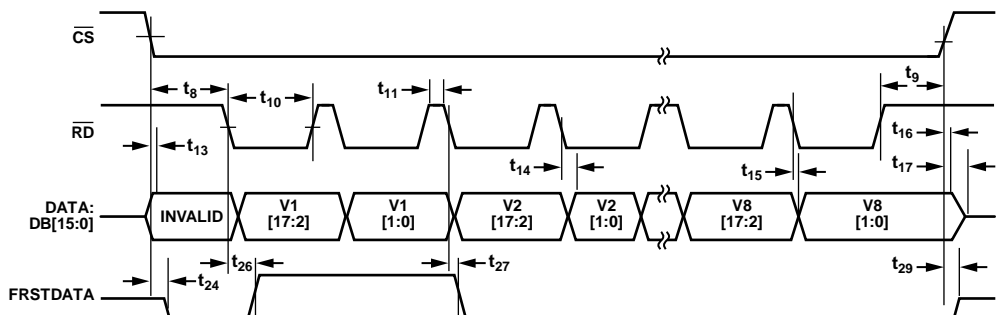 CS
t8
t10
t11
t9
RD
t13
t14
t15
t16
t17
DATA:
DB[15:0]
INVALID
V1
[17:2]
V1
[1:0]
V2
[17:2]
V2
[1:0]
V8
[17:2]
V8
[1:0]
t24
t26
t27
t29
FRSTDATA